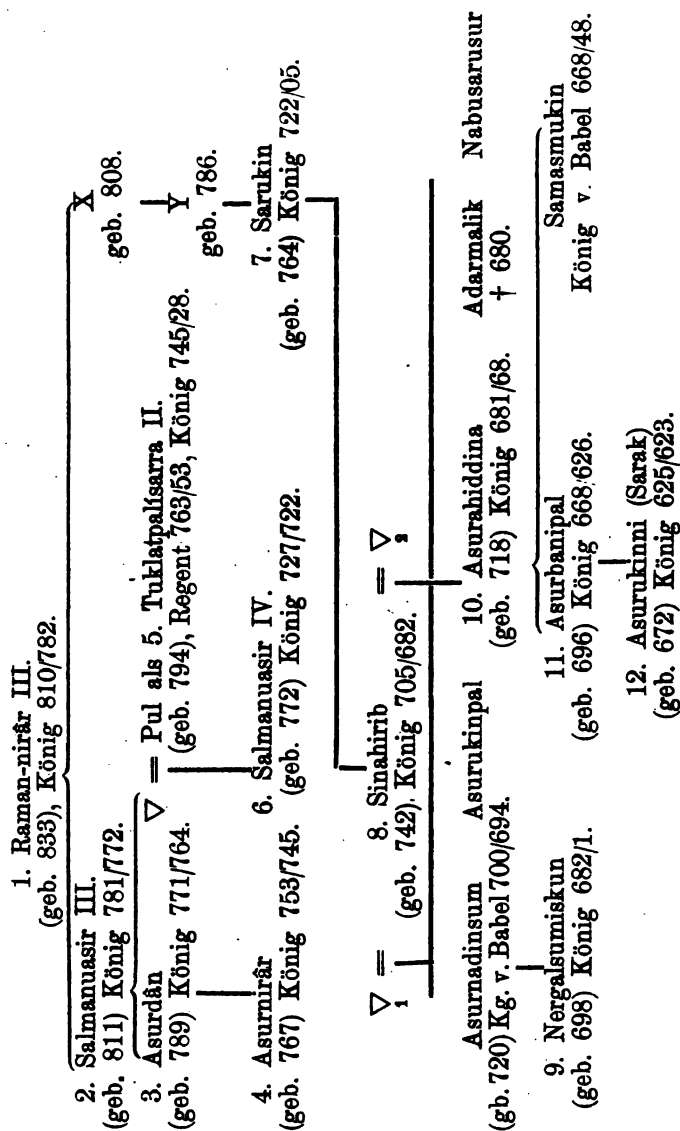 1. Raman-nirâr III.
(geb. 833), König 810/782.
2. Salmanuasir III.
(geb. 811) König 781/772.
X
geb. 808.
3. Asurdân
(geb. 789) König 771/764.
▽ = Pul als 5. Tuklatpalisarra II.
(geb. 794), Regent 763/53, König 745/28.
Y
geb. 786.
4. Asurnirâr
(geb. 767) König 753/745.
6. Salmanuasir IV.
(geb. 772) König 727/722.
7. Sarukin
(geb. 764) König 722/05.
▽ =
1
8. Sinahirib
(geb. 742), König 705/682.
= ▽
2
Asurnadinsum
(gb. 720) Kg. v. Babel 700/694.
Asurukinpal
10. Asurahiddina
(geb. 718) König 681/68.
Adarmalik
† 680.
Nabusarusur
9. Nergalsumiskun
(geb. 698) König 682/1.
11. Asurbanipal
(geb. 696) König 668/626.
Samasmukin
König v. Babel 668/48.
12. Asurukinni (Sarak)
(geb. 672) König 625/623.